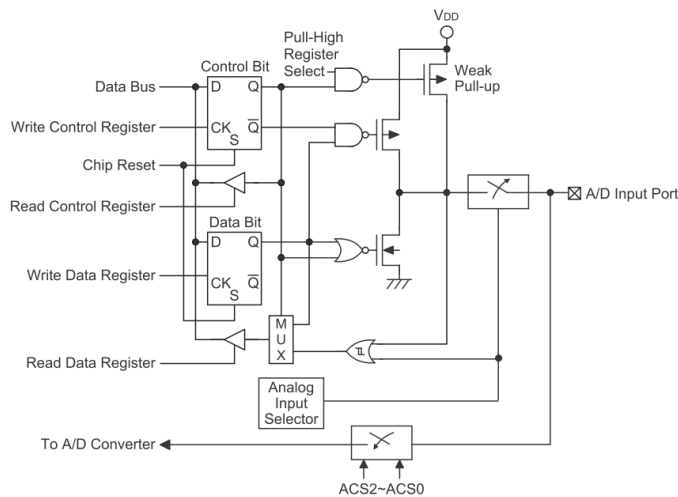 VDD
Pull-High
Register
Select
Control Bit
Weak
Pull-up
Data Bus
D
Q
Write Control Register
CK
Q
S
Chip Reset
A/D Input Port
Read Control Register
Data Bit
D
Q
Write Data Register
CK
Q
S
M
U
X
Read Data Register
Analog
Input
Selector
To A/D Converter
ACS2~ACS0